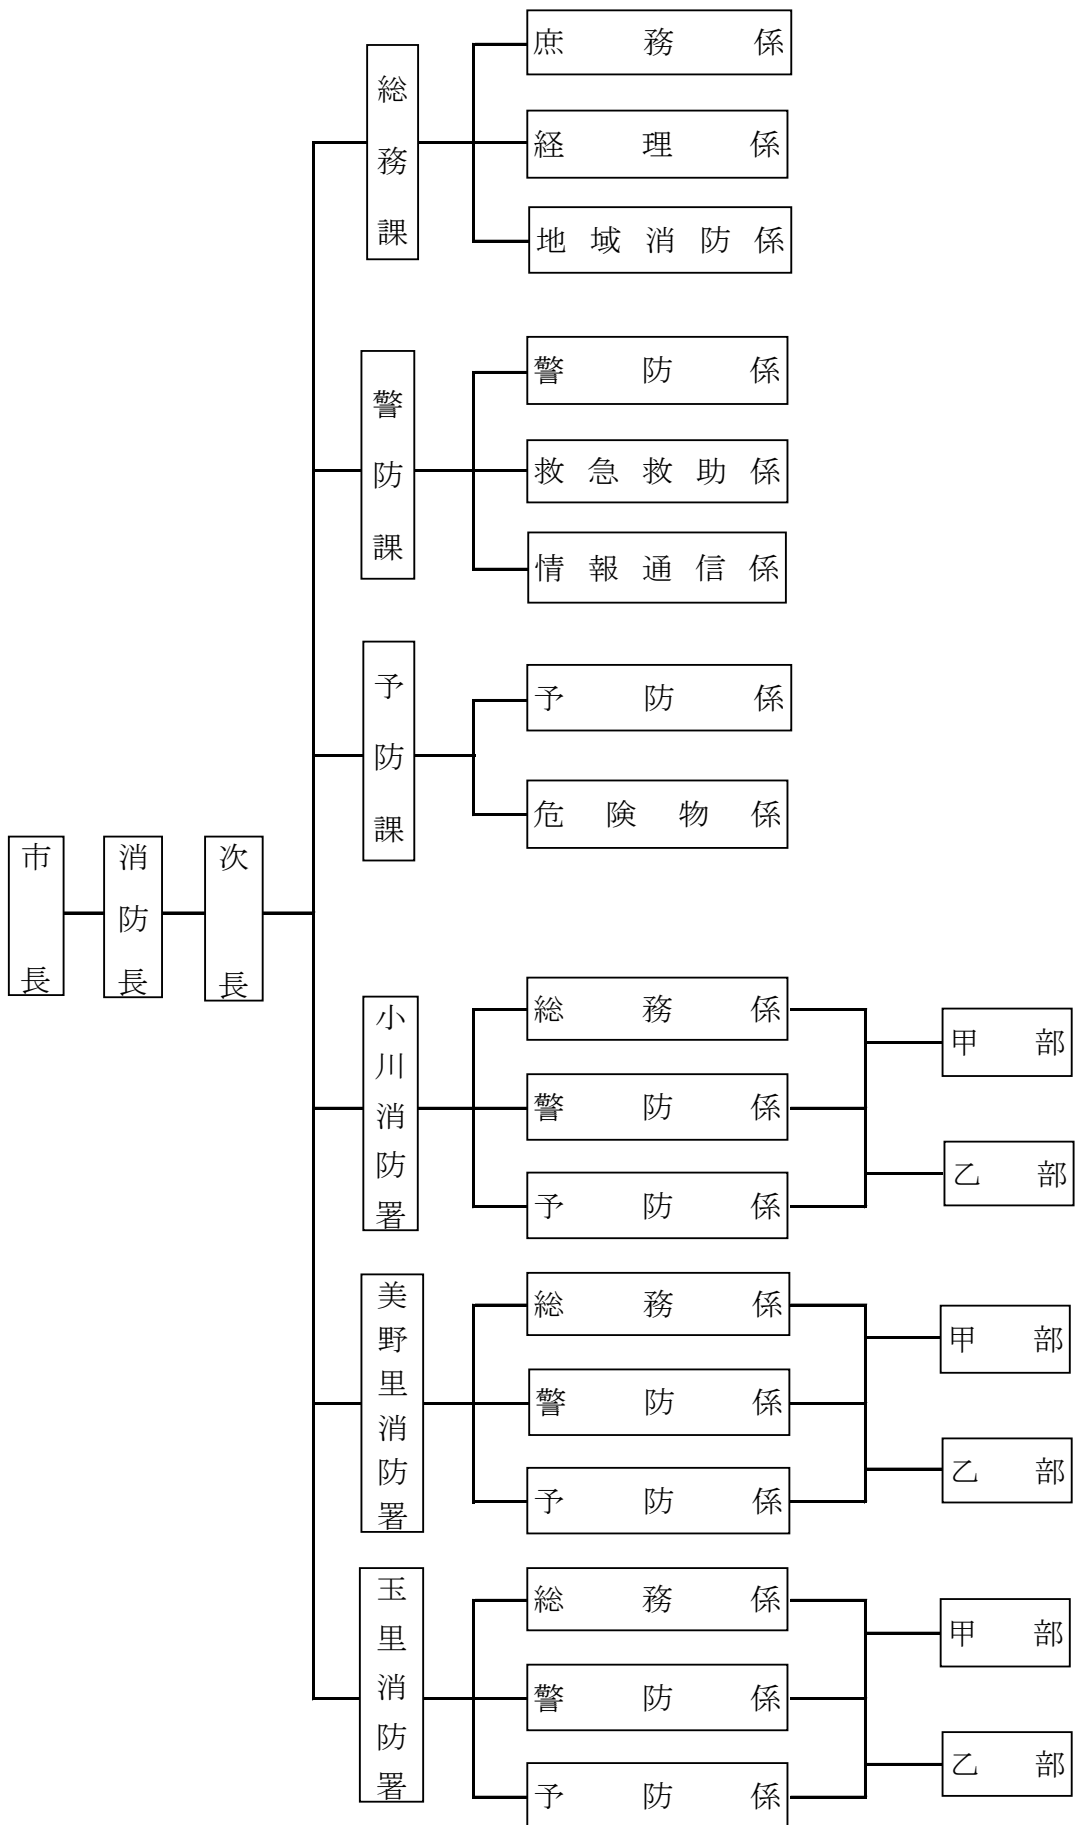 市長
消防長
次長
総務課
庶務係
経理係
地域消防係
警防課
警防係
救急救助係
情報通信係
予防課
予防係
危険物係
小川消防署
総務係
警防係
予防係
甲部
乙部
美野里消防署
総務係
警防係
予防係
甲部
乙部
玉里消防署
総務係
警防係
予防係
甲部
乙部